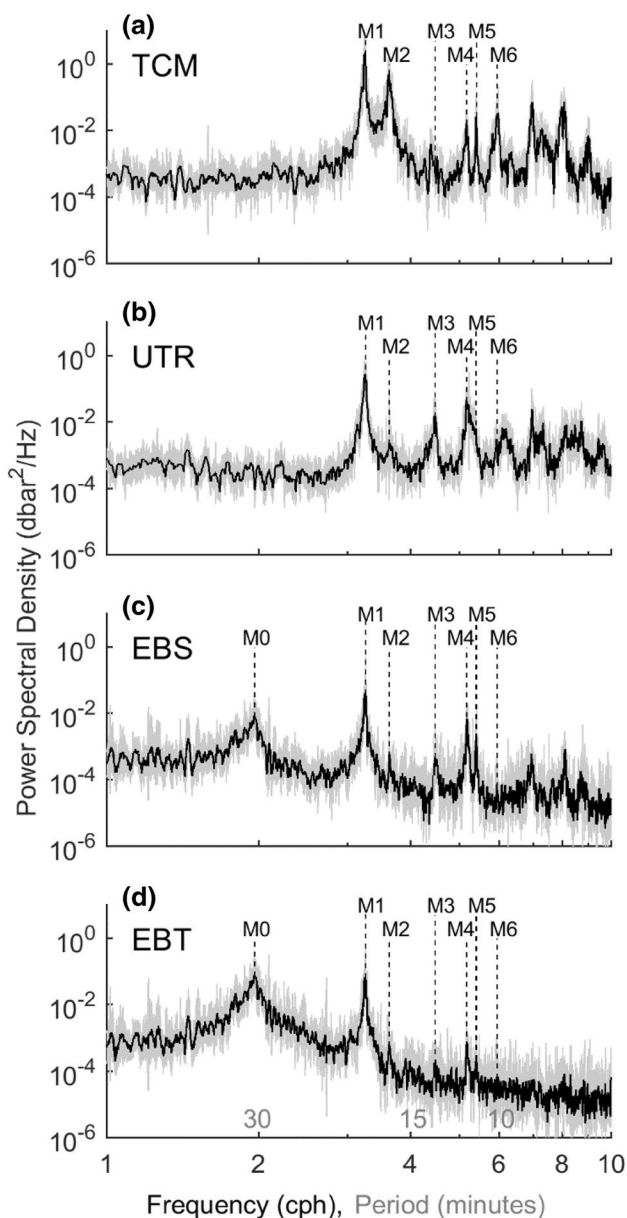 (a)
TCM
M1
M2
M3
M4
M5
M6
10^0
10^-2
10^-4
10^-6
(b)
UTR
M1
M2
M3
M4
M5
M6
10^0
10^-2
10^-4
10^-6
(c)
EBS
M0
M1
M2
M3
M4
M5
M6
10^0
10^-2
10^-4
10^-6
(d)
EBT
M0
M1
M2
M3
M4
M5
M6
10^0
10^-2
10^-4
10^-6
30
15
10
1
2
4
6
8
10
Power Spectral Density (dbar^2/Hz)
Frequency (cph), Period (minutes)